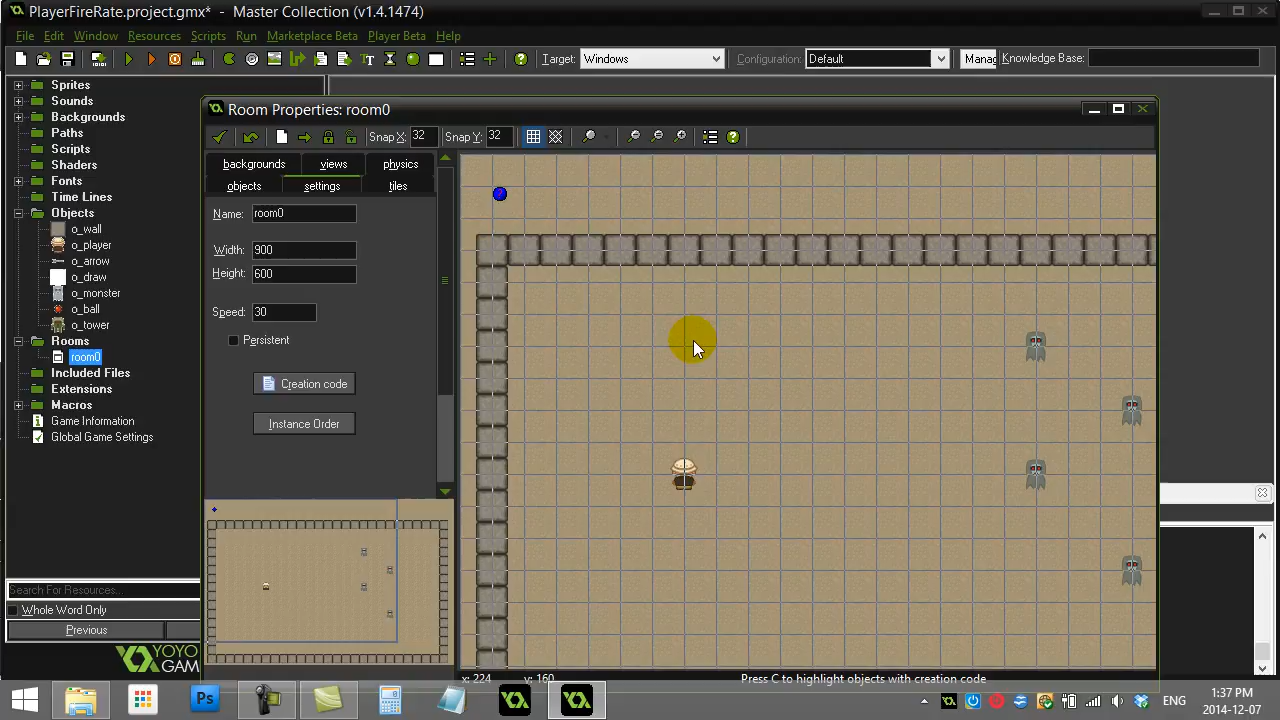 PlayerFireRate.project.gmx* - Master Collection (v1.4.1474)
File Edit Window Resources Scripts Run Marketplace Beta Player Beta Help
Target: Windows Configuration: Default Manag Knowledge Base:
Sprites
Sounds
Backgrounds
Paths
Scripts
Shaders
Fonts
Time Lines
Objects
o_wall
o_player
o_arrow
o_draw
o_monster
o_ball
o_tower
Rooms
room0
Included Files
Extensions
Macros
Game Information
Global Game Settings
Search For Resources...
Whole Word Only
Previous
YOYO
GAM
Room Properties: room0
Snap X: 32 Snap Y: 32
backgrounds views physics
objects settings tiles
Name: room0
Width: 900
Height: 600
Speed: 30
Persistent
Creation code
Instance Order
x: 224 y: 160 Press C to highlight objects with creation code
Ps
ENG
1:37 PM
2014-12-07